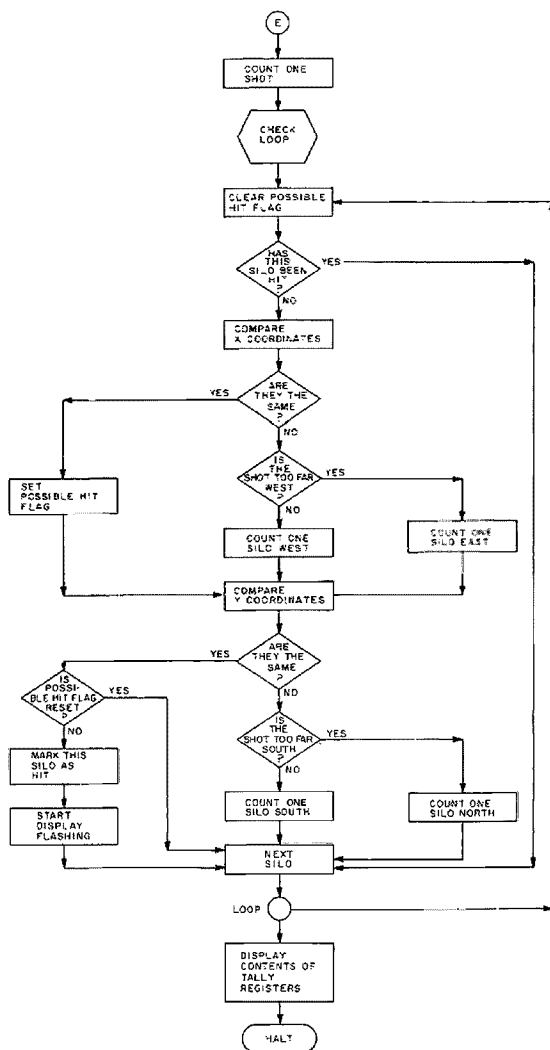 E
COUNT ONE
SHOT
CHECK
LOOP
CLEAR POSSIBLE
HIT FLAG
HAS
THIS
SILO BEEN
HIT
?
YES
NO
COMPARE
X COORDINATES
ARE
THEY THE
SAME
?
YES
NO
IS
THE
SHOT TOO FAR
WEST
?
YES
NO
SET
POSSIBLE HIT
FLAG
COUNT ONE
SILO WEST
COUNT ONE
SILO EAST
COMPARE
Y COORDINATES
ARE
THEY THE
SAME
?
YES
NO
IS
POSSI-
BLE HIT FLAG
RESET
?
YES
NO
IS
THE
SHOT TOO FAR
SOUTH
?
YES
NO
MARK THIS
SILO AS
HIT
START
DISPLAY
FLASHING
COUNT ONE
SILO SOUTH
COUNT ONE
SILO NORTH
NEXT
SILO
LOOP
DISPLAY
CONTENTS OF
TALLY
REGISTERS
HALT